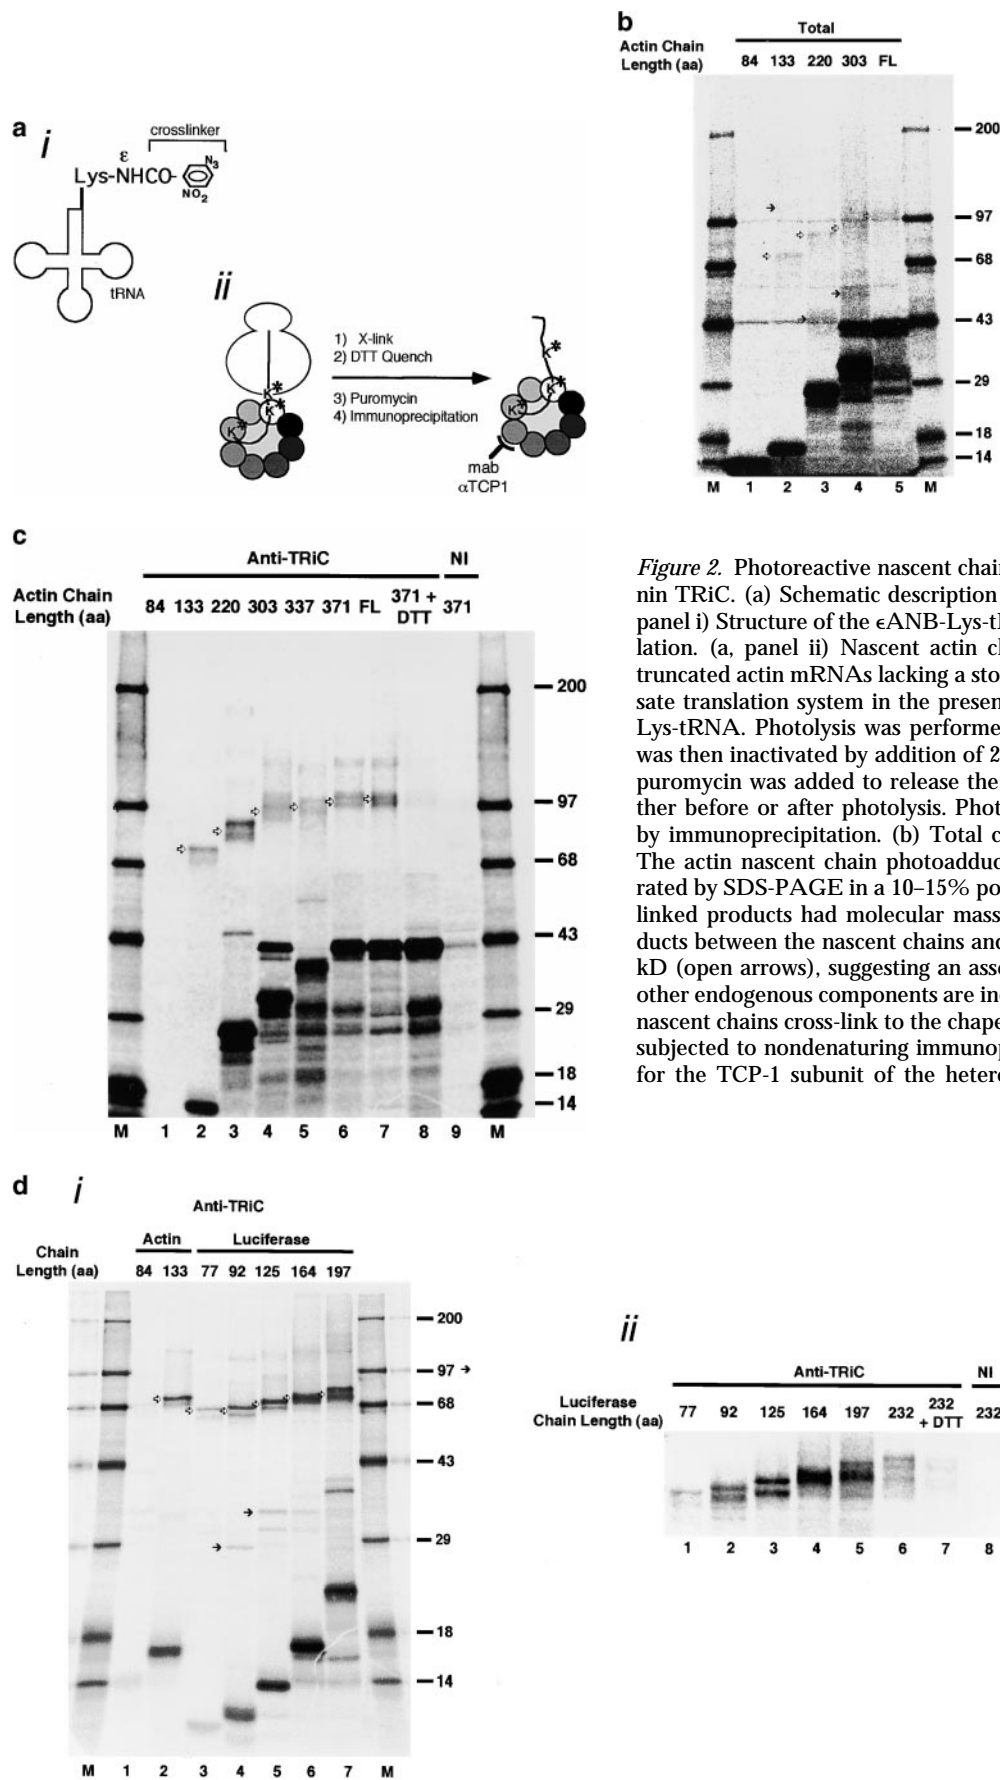 a i
crosslinker
ε
Lys-NHCO-
N3
NO2
tRNA
ii
1) X-link
2) DTT Quench
3) Puromycin
4) Immunoprecipitation
K* K* K*
K* K* K*
mab
αTCP1
b
Total
Actin Chain
Length (aa)
84 133 220 303 FL
200
97
68
43
29
18
14
M 1 2 3 4 5 M
c
Anti-TRiC NI
Actin Chain
Length (aa)
84 133 220 303 337 371 FL 371 + DTT 371
200
97
68
43
29
18
14
M 1 2 3 4 5 6 7 8 9 M
Figure 2. Photoreactive nascent chain
nin TRiC. (a) Schematic description
panel i) Structure of the εANB-Lys-t
lation. (a, panel ii) Nascent actin ch
truncated actin mRNAs lacking a sto
sate translation system in the presen
Lys-tRNA. Photolysis was performe
was then inactivated by addition of 2
puromycin was added to release the
ther before or after photolysis. Phot
by immunoprecipitation. (b) Total c
The actin nascent chain photoadduc
rated by SDS-PAGE in a 10–15% po
linked products had molecular mass
ducts between the nascent chains and
kD (open arrows), suggesting an asso
other endogenous components are in
nascent chains cross-link to the chape
subjected to nondenaturing immunop
for the TCP-1 subunit of the heter
d i
Anti-TRiC
Actin Luciferase
Chain
Length (aa)
84 133 77 92 125 164 197
200
97
68
43
29
18
14
M 1 2 3 4 5 6 7 M
ii
Anti-TRiC NI
Luciferase
Chain Length (aa)
77 92 125 164 197 232 232 + DTT 232
1 2 3 4 5 6 7 8